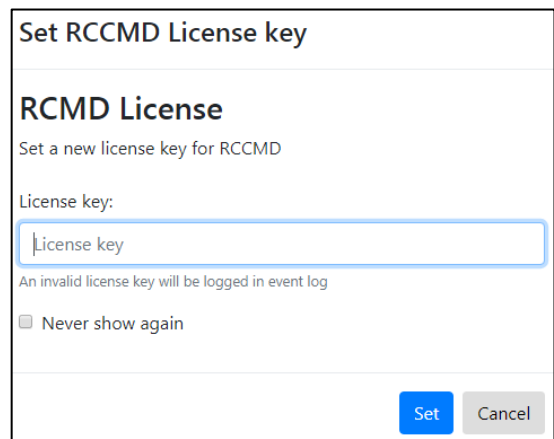 Set RCCMD License key
RCMD License
Set a new license key for RCCMD
License key:
License key
An invalid license key will be logged in event log
Never show again
Set Cancel